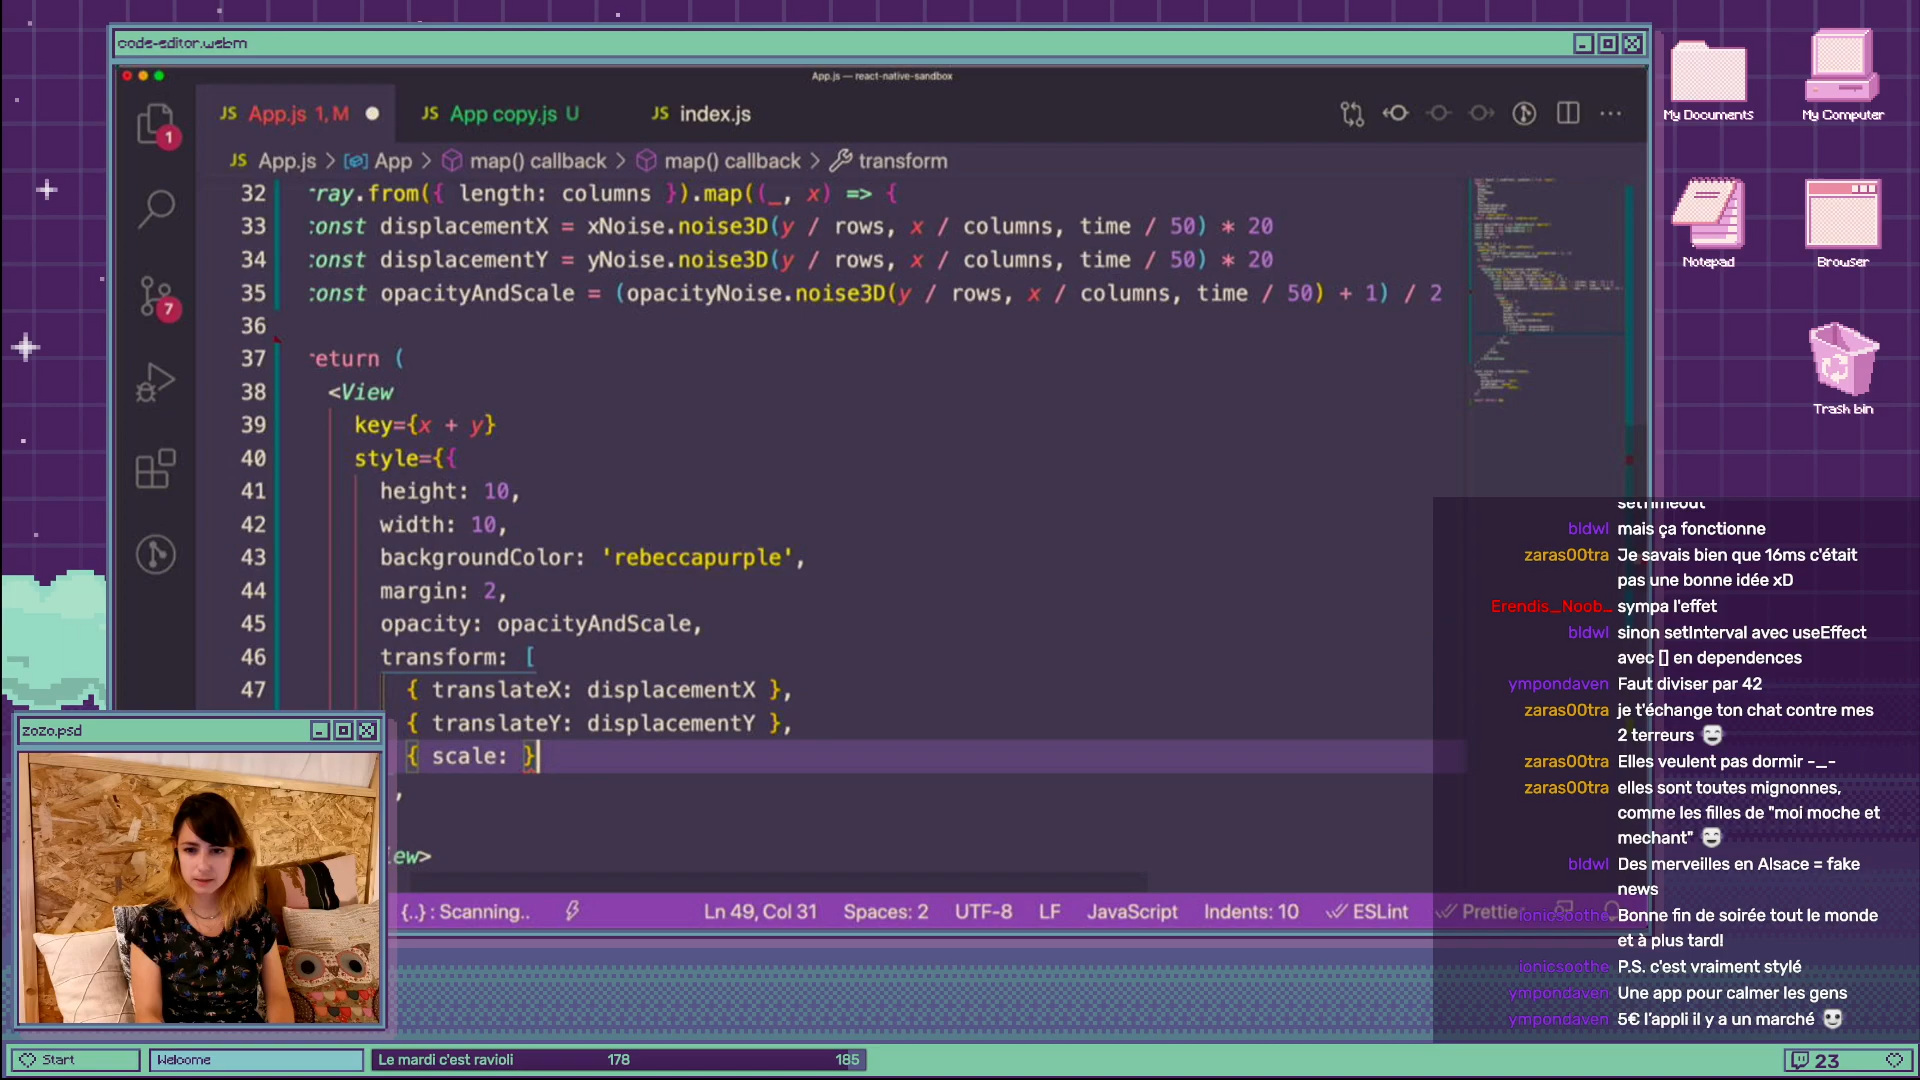 code-editor.webm
App.js — react-native-sandbox
JS App.js 1, M
JS App copy.js U
JS index.js
JS App.js > App > map() callback > map() callback > transform
1
7
32 rray.from({ length: columns }).map((_, x) => {
33 const displacementX = xNoise.noise3D(y / rows, x / columns, time / 50) * 20
34 const displacementY = yNoise.noise3D(y / rows, x / columns, time / 50) * 20
35 const opacityAndScale = (opacityNoise.noise3D(y / rows, x / columns, time / 50) + 1) / 2
36
37 return (
38 <View
39 key={x + y}
40 style={{
41 height: 10,
42 width: 10,
43 backgroundColor: 'rebeccapurple',
44 margin: 2,
45 opacity: opacityAndScale,
46 transform: [
47 { translateX: displacementX },
{ translateY: displacementY },
{ scale: }
,
iew>
{..} : Scanning..
Ln 49, Col 31
Spaces: 2
UTF-8
LF
JavaScript
Indents: 10
ESLint
Prettie
My Documents
My Computer
Notepad
Browser
Trash bin
setTimeout
bldwl mais ça fonctionne
zaras00tra Je savais bien que 16ms c'était
pas une bonne idée xD
Erendis_Noob_ sympa l'effet
bldwl sinon setInterval avec useEffect
avec [] en dependences
ympondaven Faut diviser par 42
zaras00tra je t'échange ton chat contre mes
2 terreurs
zaras00tra Elles veulent pas dormir -_-
zaras00tra elles sont toutes mignonnes,
comme les filles de "moi moche et
mechant"
bldwl Des merveilles en Alsace = fake
news
ionicsoothe Bonne fin de soirée tout le monde
et à plus tard!
ionicsoothe P.S. c'est vraiment stylé
ympondaven Une app pour calmer les gens
ympondaven 5€ l'appli il y a un marché
zozo.psd
Start
Welcome
Le mardi c'est ravioli 178 185
23